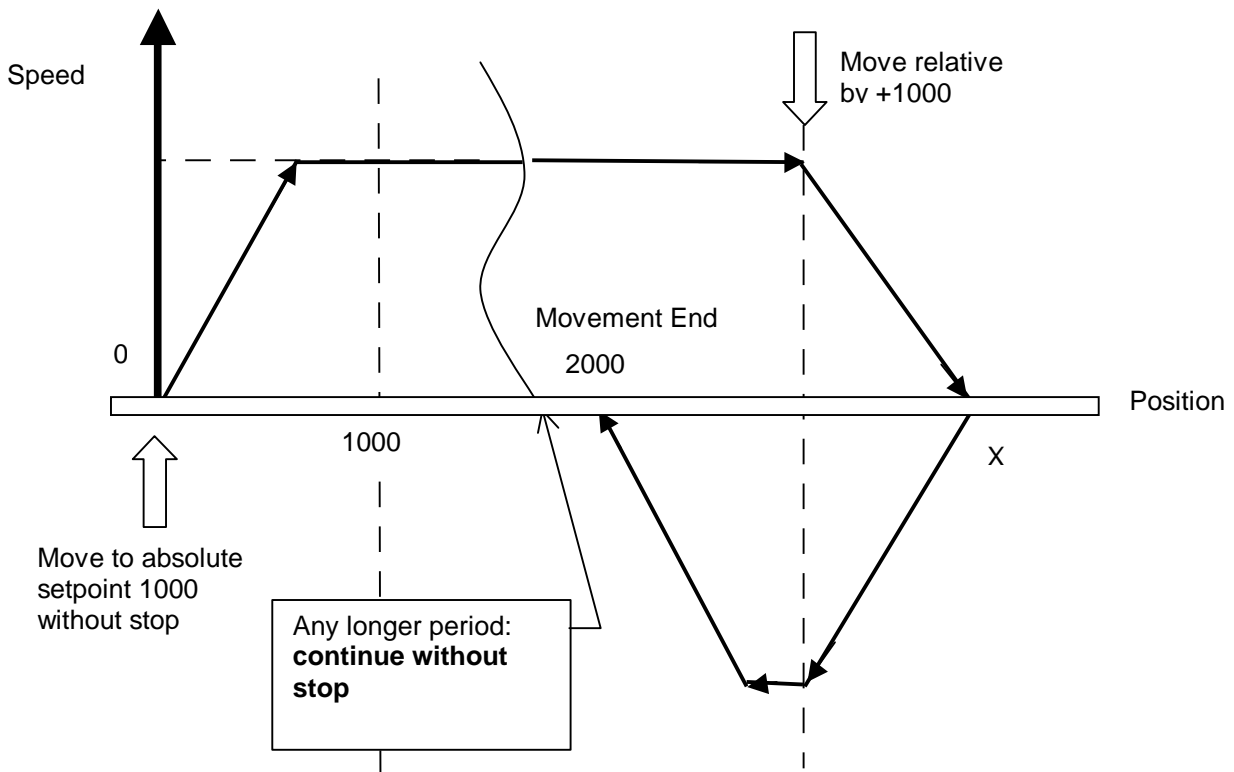 Speed
Move relative
by +1000
Movement End
2000
0
Position
1000
X
Move to absolute
setpoint 1000
without stop
Any longer period:
continue without
stop